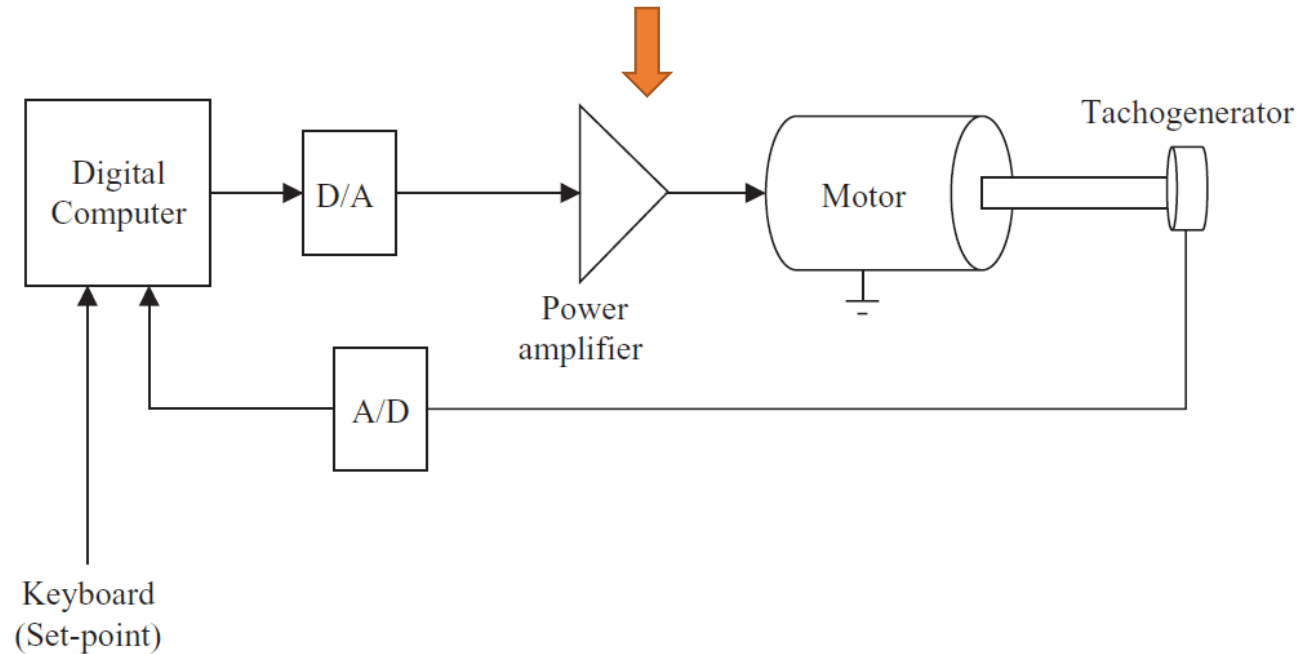 Tachogenerator
Digital
Computer
D/A
Motor
Power
amplifier
A/D
Keyboard
(Set-point)